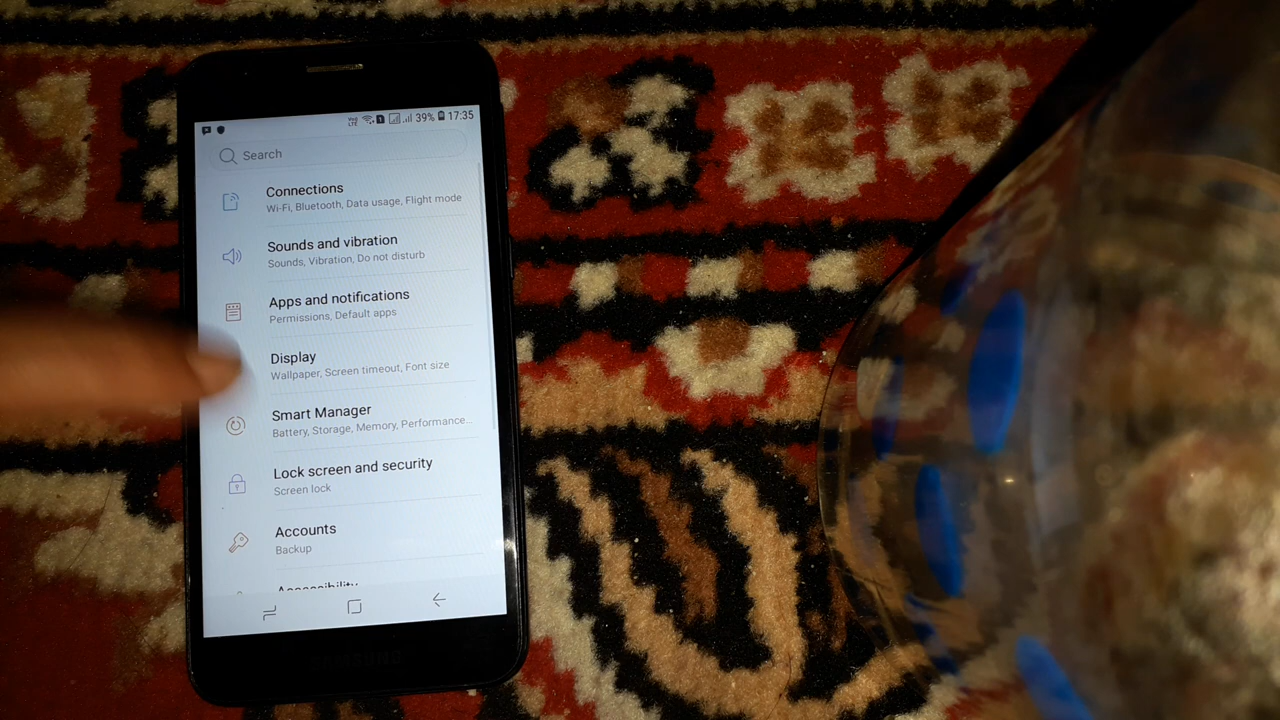 VoLTE 1 39% 17:35
Search
Connections
Wi-Fi, Bluetooth, Data usage, Flight mode
Sounds and vibration
Sounds, Vibration, Do not disturb
Apps and notifications
Permissions, Default apps
Display
Wallpaper, Screen timeout, Font size
Smart Manager
Battery, Storage, Memory, Performance...
Lock screen and security
Screen lock
Accounts
Backup
Accessibility
SAMSUNG